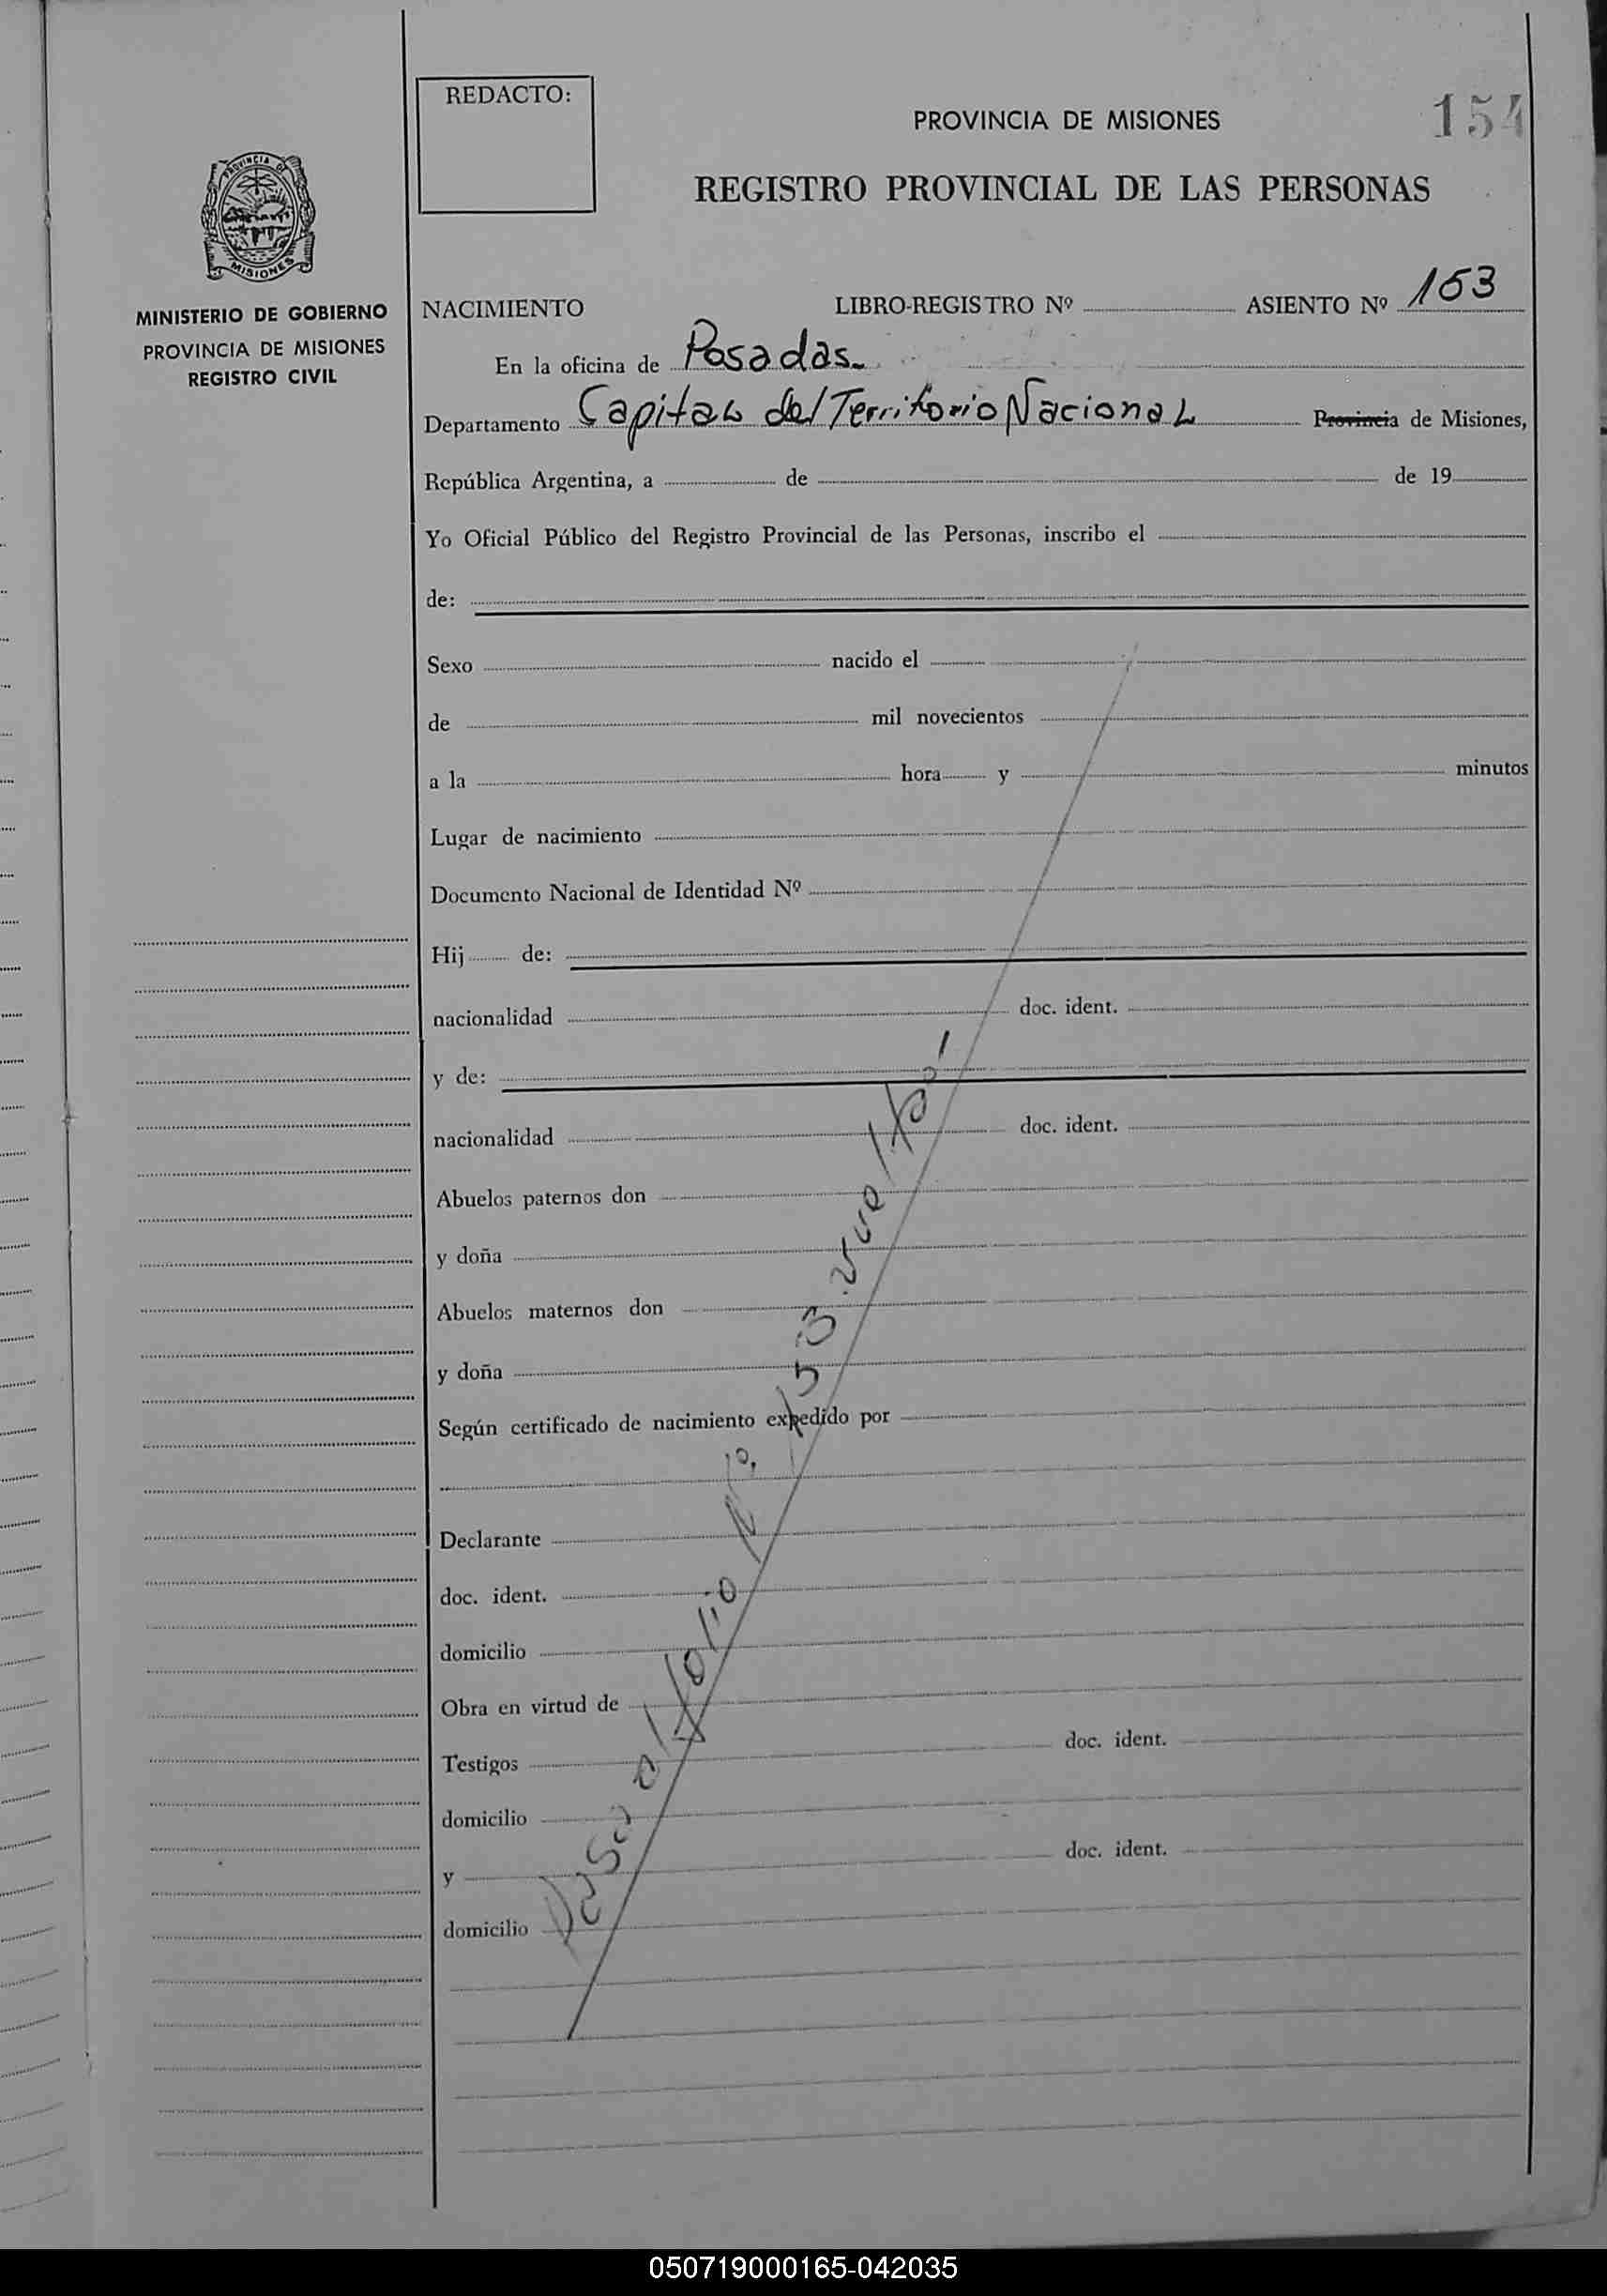 REDACTO:
PROVINCIA DE MISIONES
154
REGISTRO PROVINCIAL DE LAS PERSONAS
PROVINCIA DE
MISIONES
MINISTERIO DE GOBIERNO
PROVINCIA DE MISIONES
REGISTRO CIVIL
NACIMIENTO LIBRO-REGISTRO Nº ASIENTO Nº 153
En la oficina de Posadas.
Departamento Capital del Territorio Nacional Provincia de Misiones,
República Argentina, a de de 19
Yo Oficial Público del Registro Provincial de las Personas, inscribo el
de:
Sexo nacido el
de mil novecientos
a la hora y minutos
Lugar de nacimiento
Documento Nacional de Identidad Nº
Hij de:
nacionalidad doc. ident.
y de:
nacionalidad doc. ident.
Abuelos paternos don
y doña
Abuelos maternos don
y doña
Según certificado de nacimiento expedido por
Declarante
doc. ident.
domicilio
Obra en virtud de
Testigos doc. ident.
domicilio
y doc. ident.
domicilio
Pasa al folio Nº 153
050719000165-042035